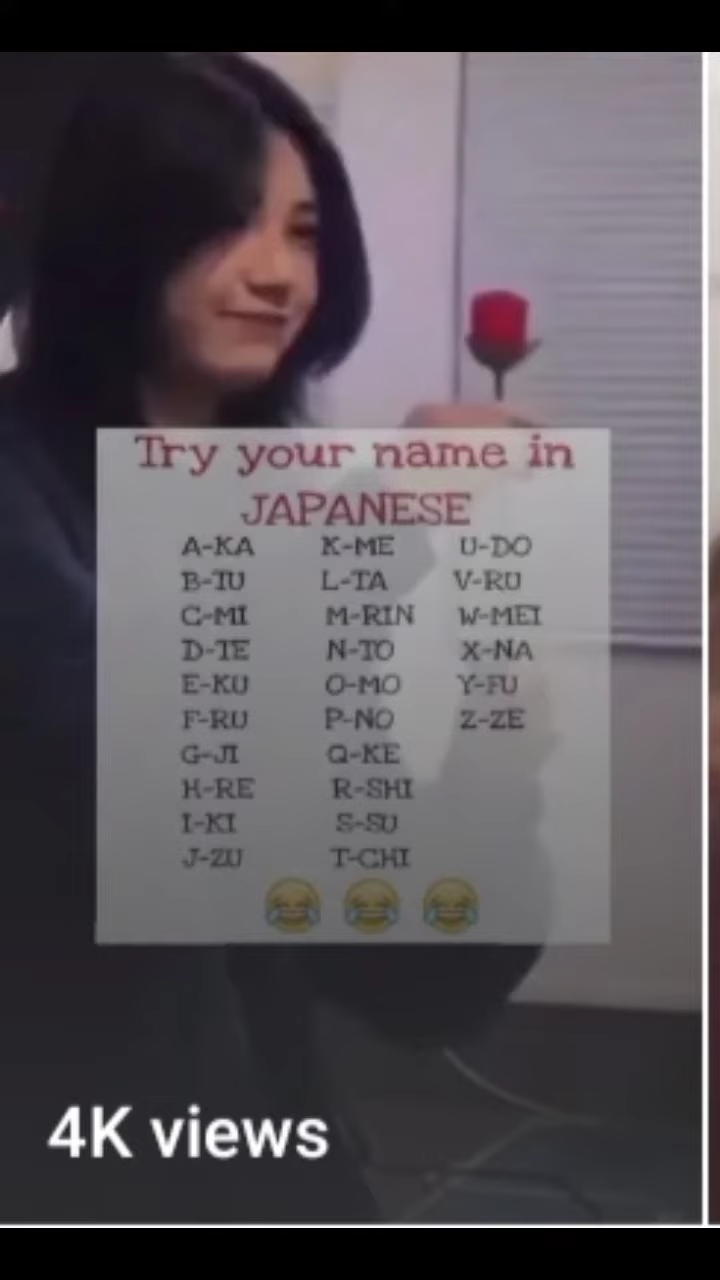 Try your name in
JAPANESE
A-KA K-ME U-DO
B-TU L-TA V-RU
C-MI M-RIN W-MEI
D-TE N-TO X-NA
E-KU O-MO Y-FU
F-RU P-NO Z-ZE
G-JI Q-KE
H-RE R-SHI
I-KI S-SU
J-ZU T-CHI
😂 😂 😂
4K views